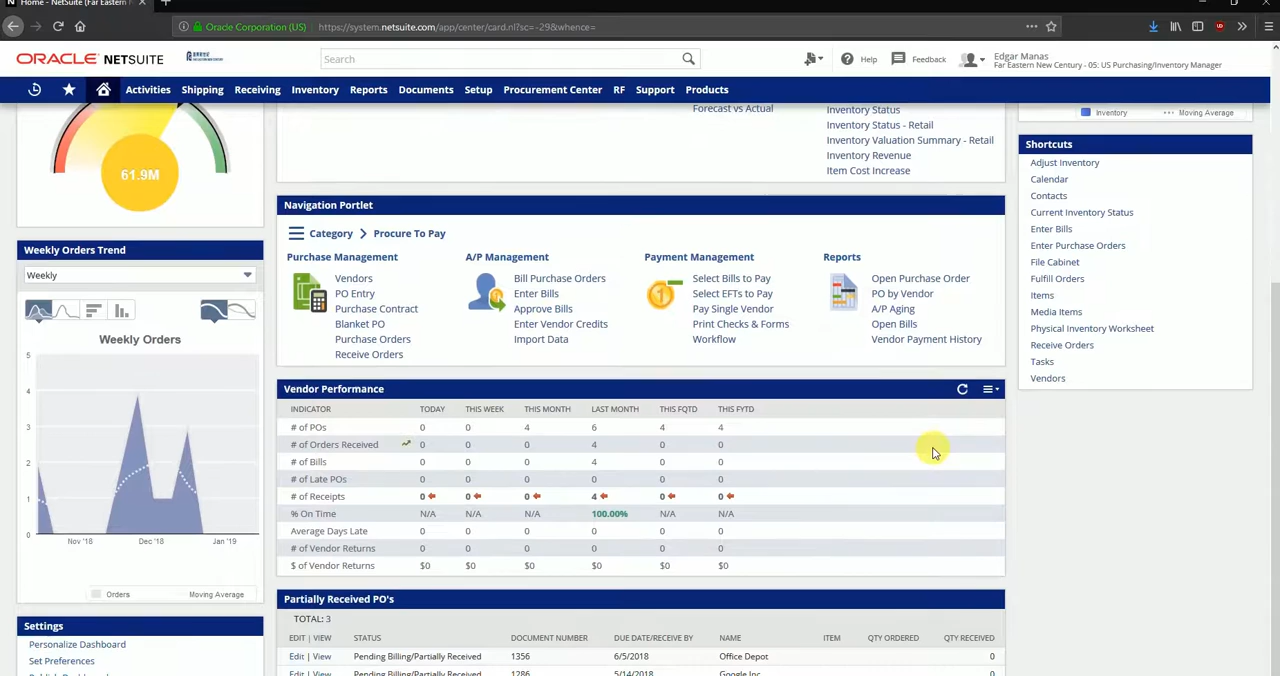 Home - NetSuite (Far Eastern
Oracle Corporation (US)
https://system.netsuite.com/app/center/card.nl?sc=-29&whence=
ORACLE NETSUITE
Search
Help
Feedback
Edgar Manas
Far Eastern New Century - 05: US Purchasing/Inventory Manager
Activities
Shipping
Receiving
Inventory
Reports
Documents
Setup
Procurement Center
RF
Support
Products
61.9M
Forecast vs Actual
Inventory Status
Inventory Status - Retail
Inventory Valuation Summary - Retail
Inventory Revenue
Item Cost Increase
Inventory
Moving Average
Shortcuts
Adjust Inventory
Calendar
Contacts
Current Inventory Status
Enter Bills
Enter Purchase Orders
File Cabinet
Fulfill Orders
Items
Media Items
Physical Inventory Worksheet
Receive Orders
Tasks
Vendors
Weekly Orders Trend
Weekly
Weekly Orders
5
4
3
2
1
0
Nov '18
Dec '18
Jan '19
Orders
Moving Average
Settings
Personalize Dashboard
Set Preferences
Navigation Portlet
Category
Procure To Pay
Purchase Management
Vendors
PO Entry
Purchase Contract
Blanket PO
Purchase Orders
Receive Orders
A/P Management
Bill Purchase Orders
Enter Bills
Approve Bills
Enter Vendor Credits
Import Data
Payment Management
Select Bills to Pay
Select EFTs to Pay
Pay Single Vendor
Print Checks & Forms
Workflow
Reports
Open Purchase Order
PO by Vendor
A/P Aging
Open Bills
Vendor Payment History
Vendor Performance
INDICATOR TODAY THIS WEEK THIS MONTH LAST MONTH THIS FQTD THIS FYTD
# of POs 0 0 4 6 4 4
# of Orders Received 0 0 0 4 0 0
# of Bills 0 0 0 4 0 0
# of Late POs 0 0 0 0 0 0
# of Receipts 0 0 0 4 0 0
% On Time N/A N/A N/A 100.00% N/A N/A
Average Days Late 0 0 0 0 0 0
# of Vendor Returns 0 0 0 0 0 0
$ of Vendor Returns $0 $0 $0 $0 $0 $0
Partially Received PO's
TOTAL: 3
EDIT | VIEW STATUS DOCUMENT NUMBER DUE DATE/RECEIVE BY NAME ITEM QTY ORDERED QTY RECEIVED
Edit | View Pending Billing/Partially Received 1356 6/5/2018 Office Depot 0
Edit | View Pending Billing/Partially Received 1286 5/14/2018 Google Inc. 0